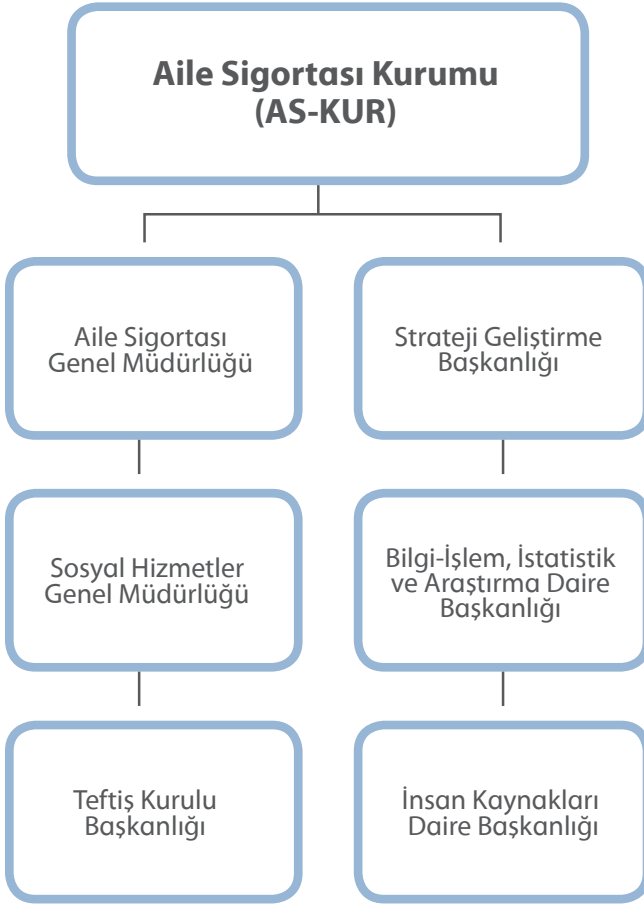 Aile Sigortası Kurumu
(AS-KUR)
Aile Sigortası
Genel Müdürlüğü
Strateji Geliştirme
Başkanlığı
Sosyal Hizmetler
Genel Müdürlüğü
Bilgi-İşlem, İstatistik
ve Araştırma Daire
Başkanlığı
Teftiş Kurulu
Başkanlığı
İnsan Kaynakları
Daire Başkanlığı